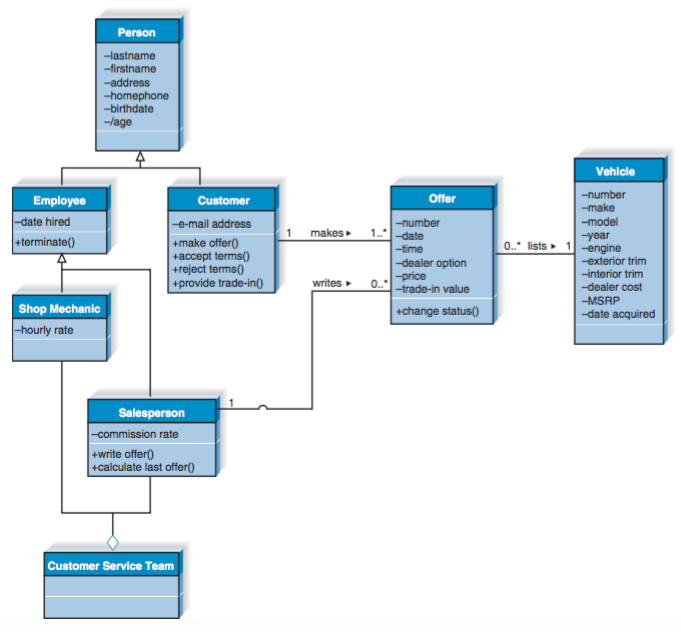 Person
–lastname
–firstname
–address
–homephone
–birthdate
–/age
Employee
–date hired
+terminate()
Customer
–e-mail address
+make offer()
+accept terms()
+reject terms()
+provide trade-in()
1 makes ▸ 1..*
Offer
–number
–date
–time
–dealer option
–price
–trade-in value
+change status()
0..* lists ▸ 1
Vehicle
–number
–make
–model
–year
–engine
–exterior trim
–interior trim
–dealer cost
–MSRP
–date acquired
writes ▸ 0..*
Shop Mechanic
–hourly rate
1
Salesperson
–commission rate
+write offer()
+calculate last offer()
Customer Service Team